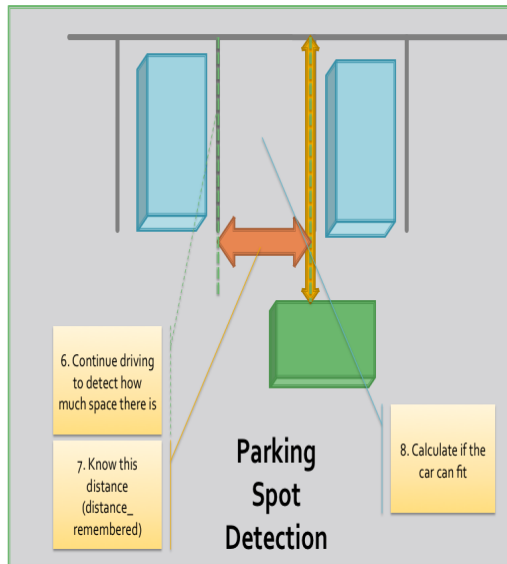 6. Continue driving
to detect how
much space there is
7. Know this
distance
(distance_
remembered)
8. Calculate if the
car can fit
Parking
Spot
Detection